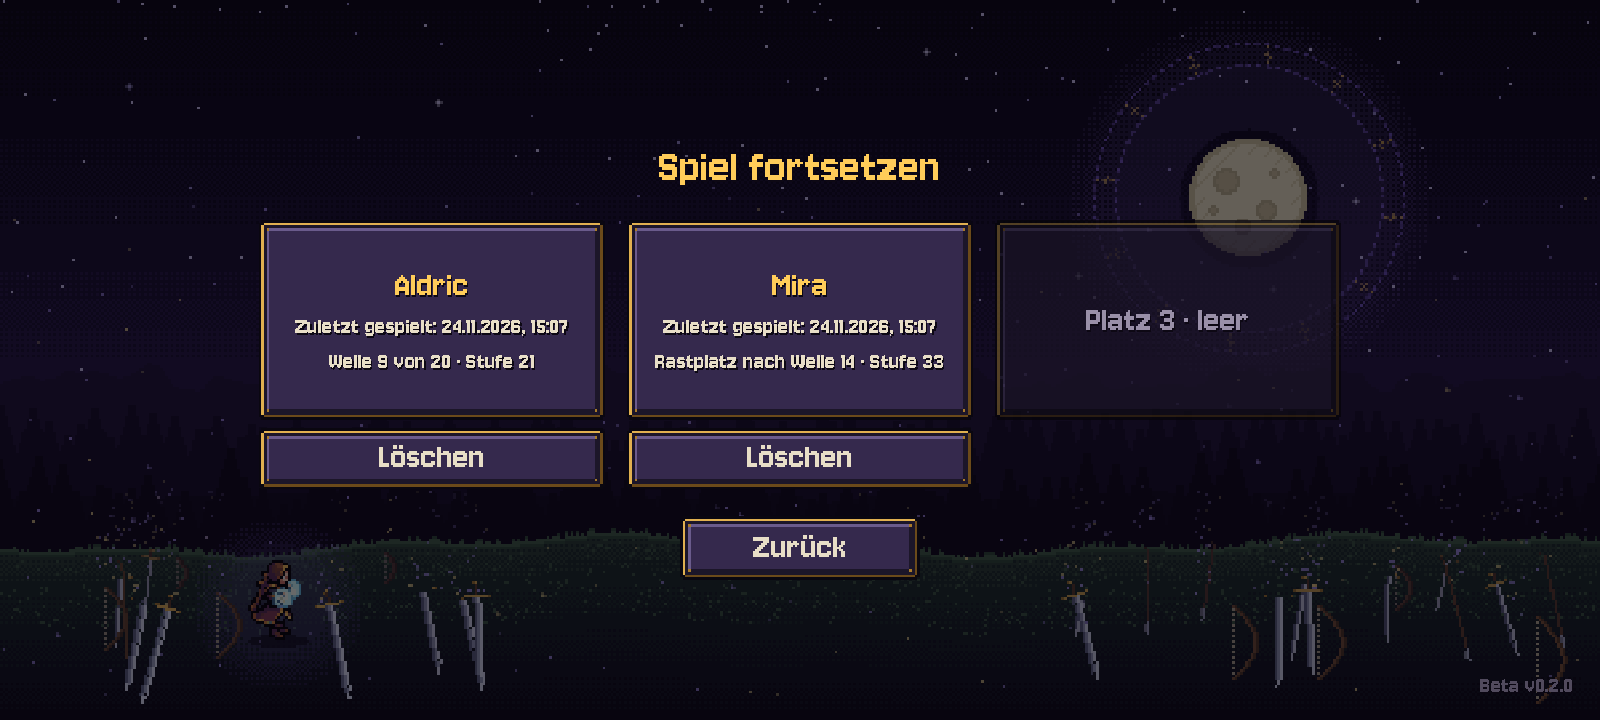 Spiel fortsetzen
Aldric
Zuletzt gespielt: 24.11.2026, 15:07
Welle 9 von 20 · Stufe 21
Löschen
Mira
Zuletzt gespielt: 24.11.2026, 15:07
Rastplatz nach Welle 14 · Stufe 33
Löschen
Platz 3 · leer
Zurück
Beta v0.2.0